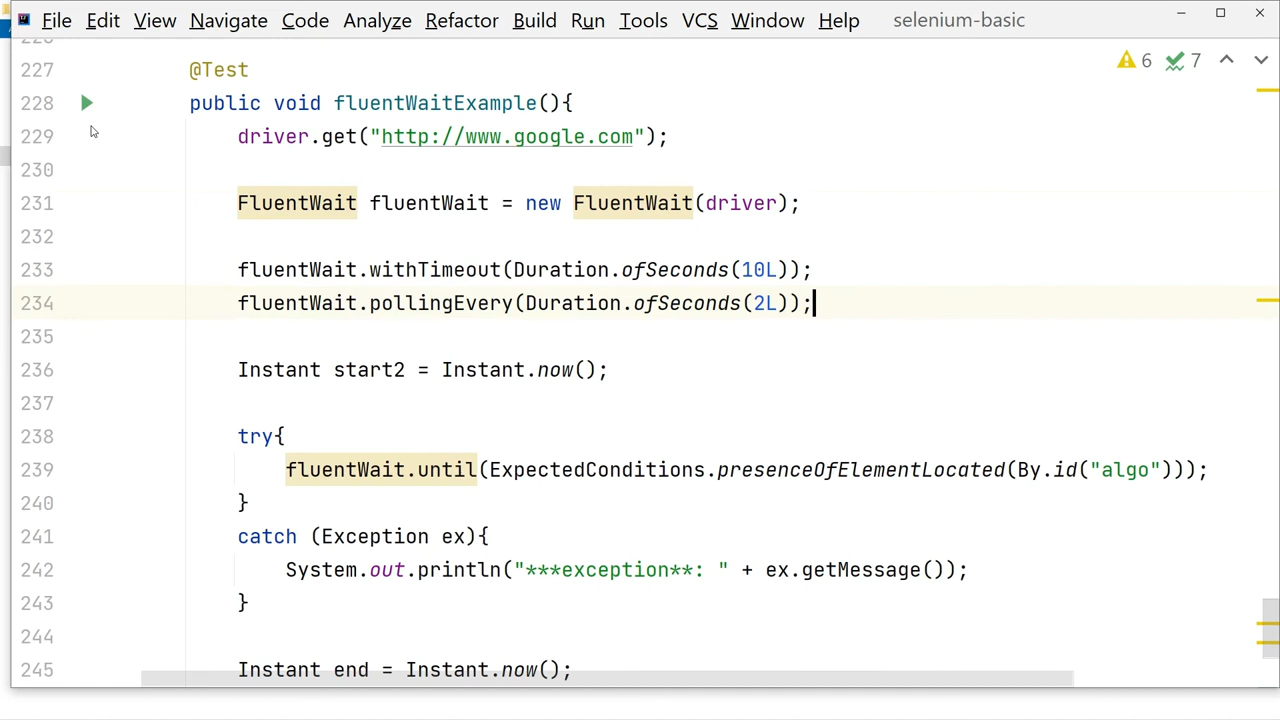 File Edit View Navigate Code Analyze Refactor Build Run Tools VCS Window Help selenium-basic
6 7
227 @Test
228 public void fluentWaitExample(){
229 driver.get("http://www.google.com");
230
231 FluentWait fluentWait = new FluentWait(driver);
232
233 fluentWait.withTimeout(Duration.ofSeconds(10L));
234 fluentWait.pollingEvery(Duration.ofSeconds(2L));
235
236 Instant start2 = Instant.now();
237
238 try{
239 fluentWait.until(ExpectedConditions.presenceOfElementLocated(By.id("algo")));
240 }
241 catch (Exception ex){
242 System.out.println("***exception**: " + ex.getMessage());
243 }
244
245 Instant end = Instant.now();